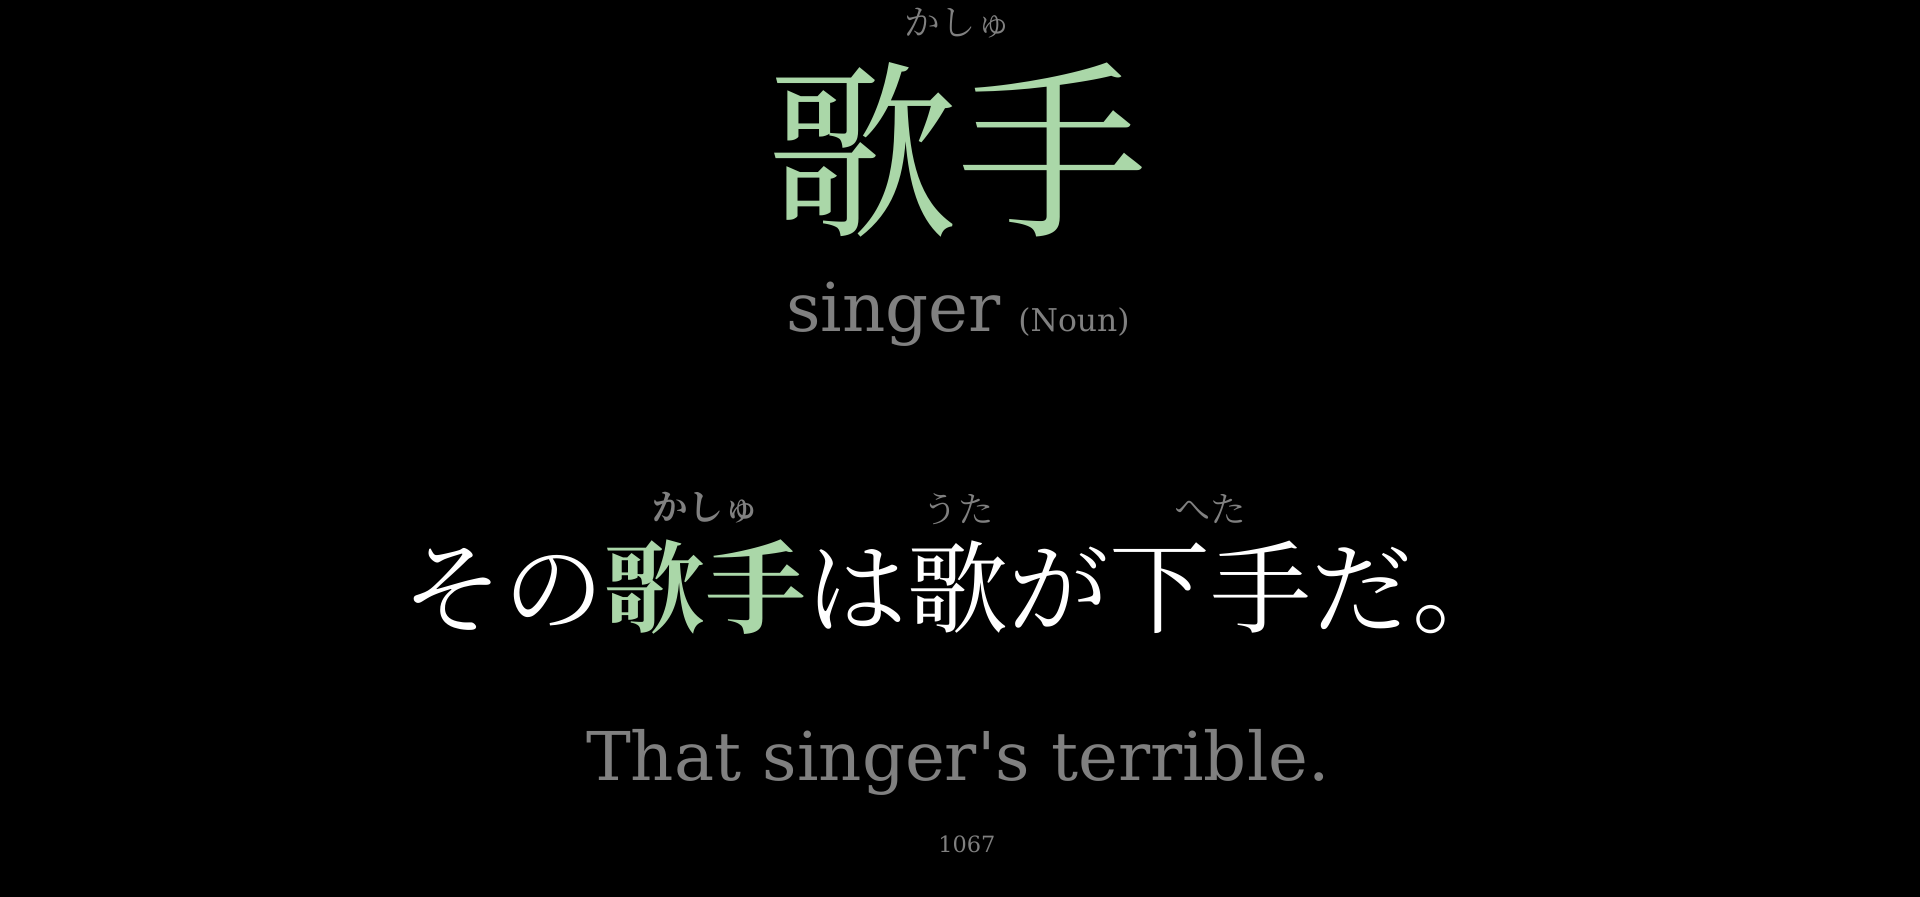 かしゅ
歌手
singer (Noun)
かしゅ うた へた
その歌手は歌が下手だ。
That singer's terrible.
1067